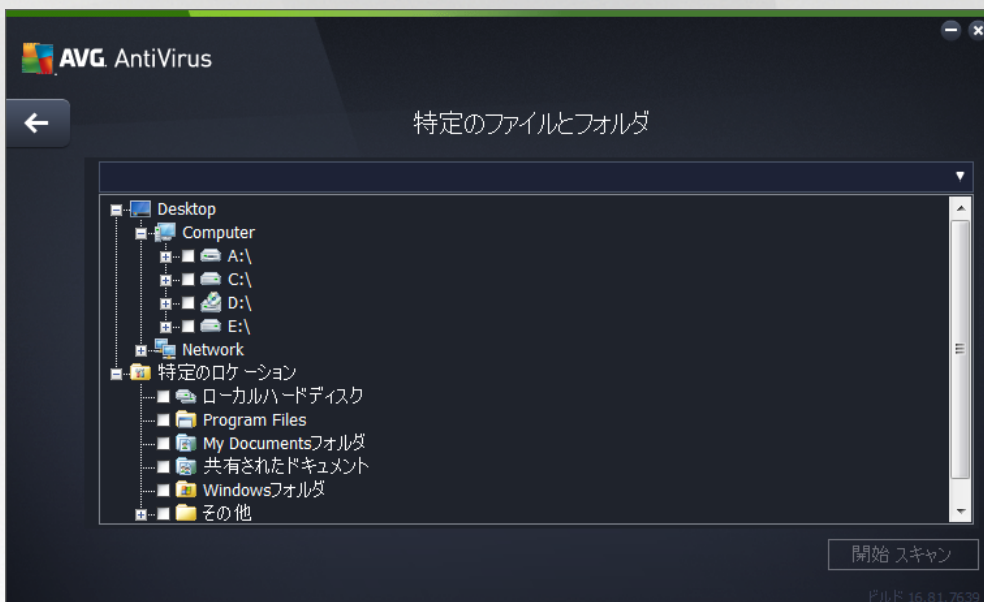 AVG. AntiVirus
特定のファイルとフォルダ
Desktop
Computer
A:\
C:\
D:\
E:\
Network
特定のロケーション
ローカルハードディスク
Program Files
My Documentsフォルダ
共有されたドキュメント
Windowsフォルダ
その他
開始 スキャン
ビルド 16.81.7639